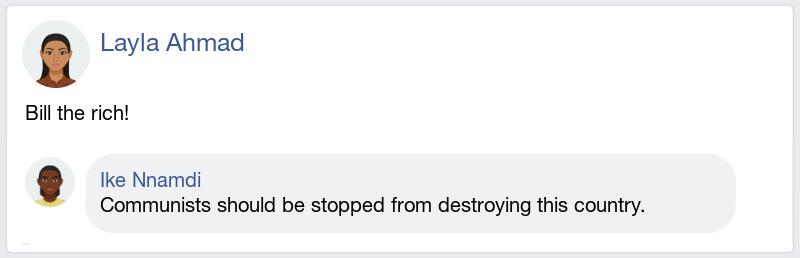 Layla Ahmad
Bill the rich!
Ike Nnamdi
Communists should be stopped from destroying this country.